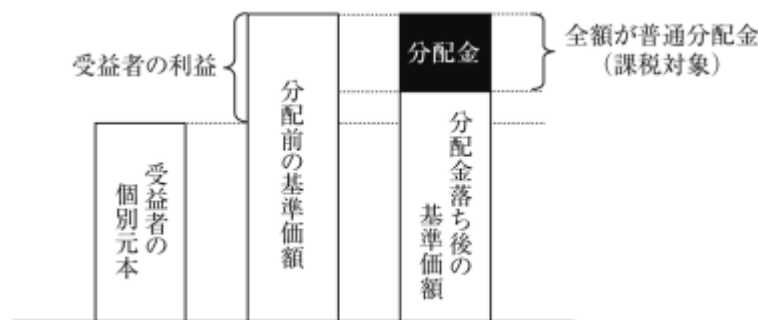 受益者の利益
分配金
全額が普通分配金
(課税対象)
受益者の
個別元本
分配前の基準価額
分配金落ち後の
基準価額